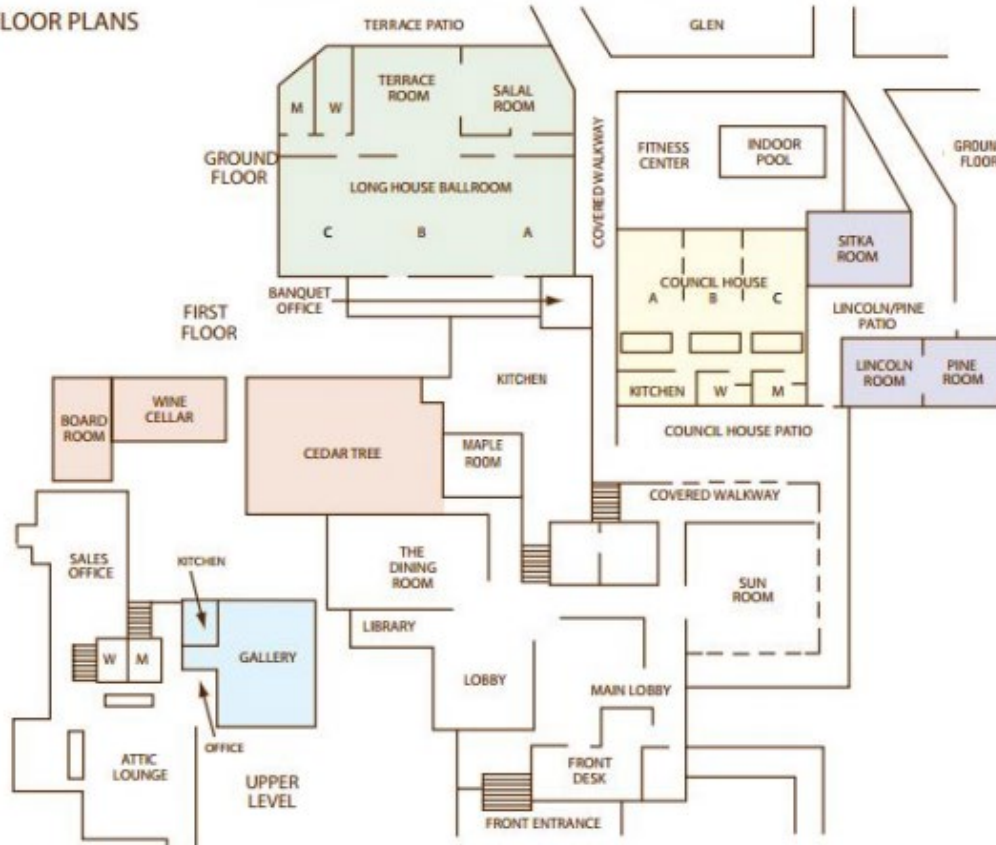 LOOR PLANS
TERRACE PATIO
GLEN
TERRACE
ROOM
SALAL
ROOM
M
W
GROUND
FLOOR
LONG HOUSE BALLROOM
C
B
A
COVERED WALKWAY
FITNESS
CENTER
INDOOR
POOL
GROUN
FLOOR
SITKA
ROOM
COUNCIL HOUSE
A
B
C
BANQUET
OFFICE
FIRST
FLOOR
LINCOLN/PINE
PATIO
LINCOLN
ROOM
PINE
ROOM
KITCHEN
KITCHEN
W
M
COUNCIL HOUSE PATIO
BOARD
ROOM
WINE
CELLAR
CEDAR TREE
MAPLE
ROOM
COVERED WALKWAY
SALES
OFFICE
KITCHEN
THE
DINING
ROOM
SUN
ROOM
LIBRARY
W
M
GALLERY
LOBBY
MAIN LOBBY
OFFICE
ATTIC
LOUNGE
UPPER
LEVEL
FRONT
DESK
FRONT ENTRANCE